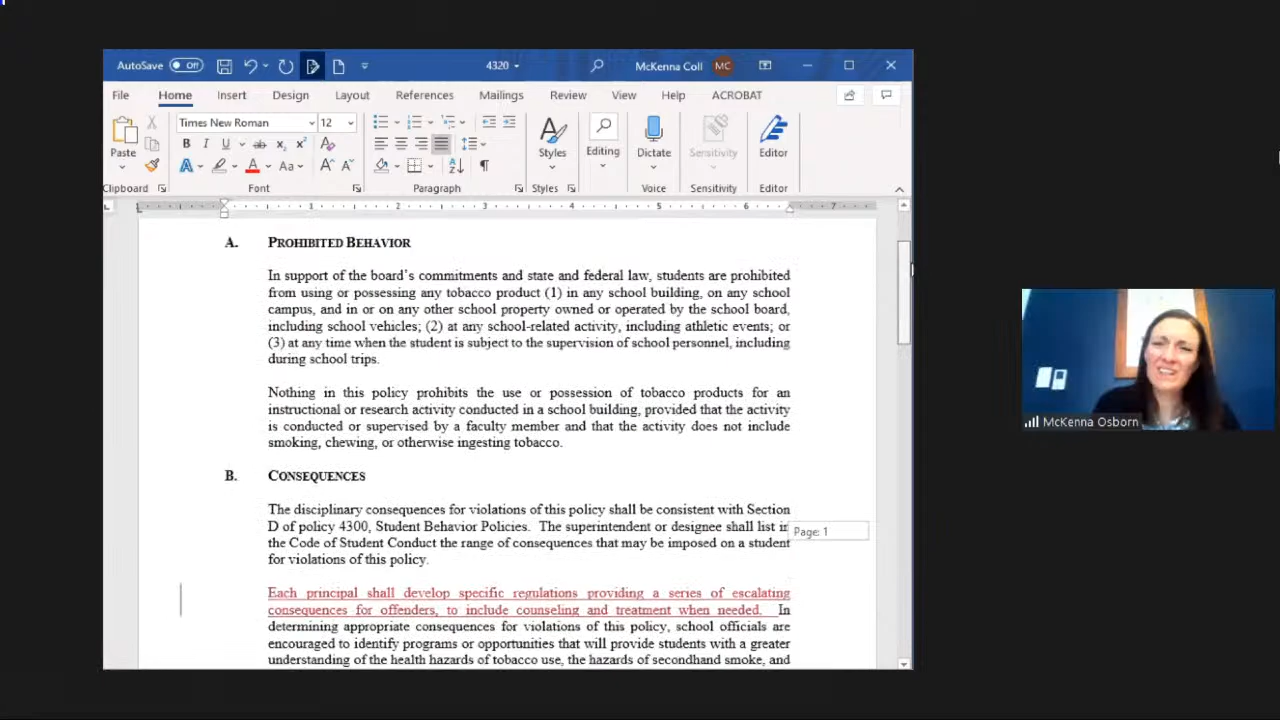 AutoSave Off 4320 McKenna Coll MC
File Home Insert Design Layout References Mailings Review View Help ACROBAT
Times New Roman 12
Paste B I U ab x₂ x² Styles Editing Dictate Sensitivity Editor
A A Aa A A
Clipboard Font Paragraph Styles Voice Sensitivity Editor
1 2 3 4 5 6 7
A. PROHIBITED BEHAVIOR
In support of the board's commitments and state and federal law, students are prohibited
from using or possessing any tobacco product (1) in any school building, on any school
campus, and in or on any other school property owned or operated by the school board,
including school vehicles; (2) at any school-related activity, including athletic events; or
(3) at any time when the student is subject to the supervision of school personnel, including
during school trips.
Nothing in this policy prohibits the use or possession of tobacco products for an
instructional or research activity conducted in a school building, provided that the activity
is conducted or supervised by a faculty member and that the activity does not include
smoking, chewing, or otherwise ingesting tobacco.
B. CONSEQUENCES
The disciplinary consequences for violations of this policy shall be consistent with Section
D of policy 4300, Student Behavior Policies. The superintendent or designee shall list in
the Code of Student Conduct the range of consequences that may be imposed on a student
for violations of this policy.
Page: 1
Each principal shall develop specific regulations providing a series of escalating
consequences for offenders, to include counseling and treatment when needed. In
determining appropriate consequences for violations of this policy, school officials are
encouraged to identify programs or opportunities that will provide students with a greater
understanding of the health hazards of tobacco use, the hazards of secondhand smoke, and
McKenna Osborn